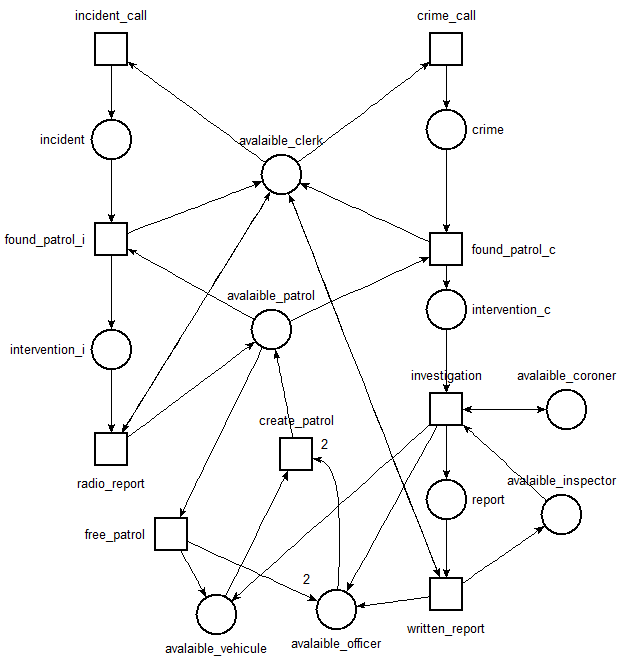 incident_call
crime_call
incident
avalaible_clerk
crime
found_patrol_i
found_patrol_c
avalaible_patrol
intervention_c
intervention_i
investigation
avalaible_coroner
create_patrol
2
radio_report
avalaible_inspector
report
free_patrol
2
avalaible_vehicule
avalaible_officer
written_report